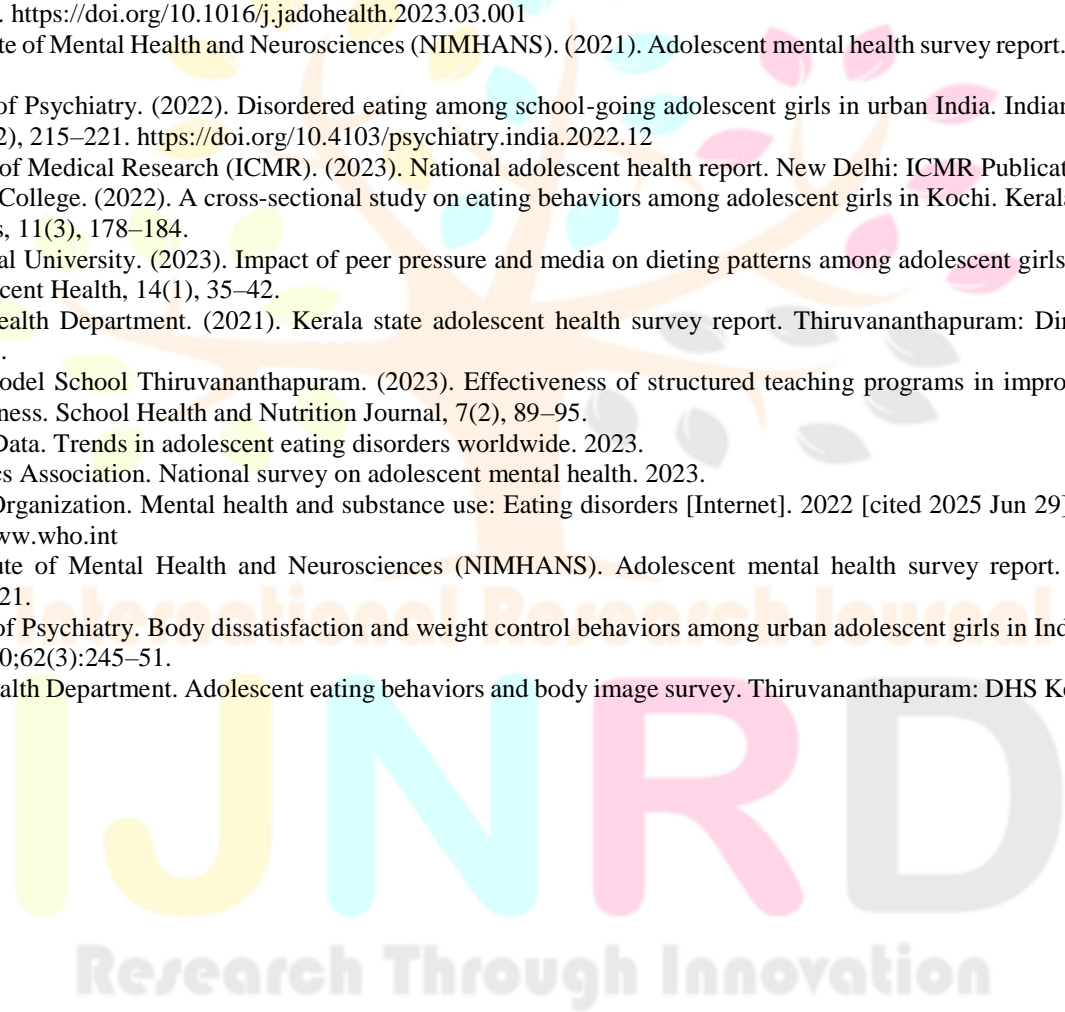 . https://doi.org/10.1016/j.jadohealth.2023.03.001
te of Mental Health and Neurosciences (NIMHANS). (2021). Adolescent mental health survey report.
of Psychiatry. (2022). Disordered eating among school-going adolescent girls in urban India. Indian
2), 215–221. https://doi.org/10.4103/psychiatry.india.2022.12
of Medical Research (ICMR). (2023). National adolescent health report. New Delhi: ICMR Publicat
College. (2022). A cross-sectional study on eating behaviors among adolescent girls in Kochi. Kerala
s, 11(3), 178–184.
al University. (2023). Impact of peer pressure and media on dieting patterns among adolescent girls
cent Health, 14(1), 35–42.
ealth Department. (2021). Kerala state adolescent health survey report. Thiruvananthapuram: Dir
.
odel School Thiruvananthapuram. (2023). Effectiveness of structured teaching programs in impro
ness. School Health and Nutrition Journal, 7(2), 89–95.
Data. Trends in adolescent eating disorders worldwide. 2023.
cs Association. National survey on adolescent mental health. 2023.
Organization. Mental health and substance use: Eating disorders [Internet]. 2022 [cited 2025 Jun 29]
ww.who.int
ute of Mental Health and Neurosciences (NIMHANS). Adolescent mental health survey report.
21.
International Research Journal
of Psychiatry. Body dissatisfaction and weight control behaviors among urban adolescent girls in Ind
0;62(3):245–51.
alth Department. Adolescent eating behaviors and body image survey. Thiruvananthapuram: DHS Ke
IJNRD
Research Through Innovation